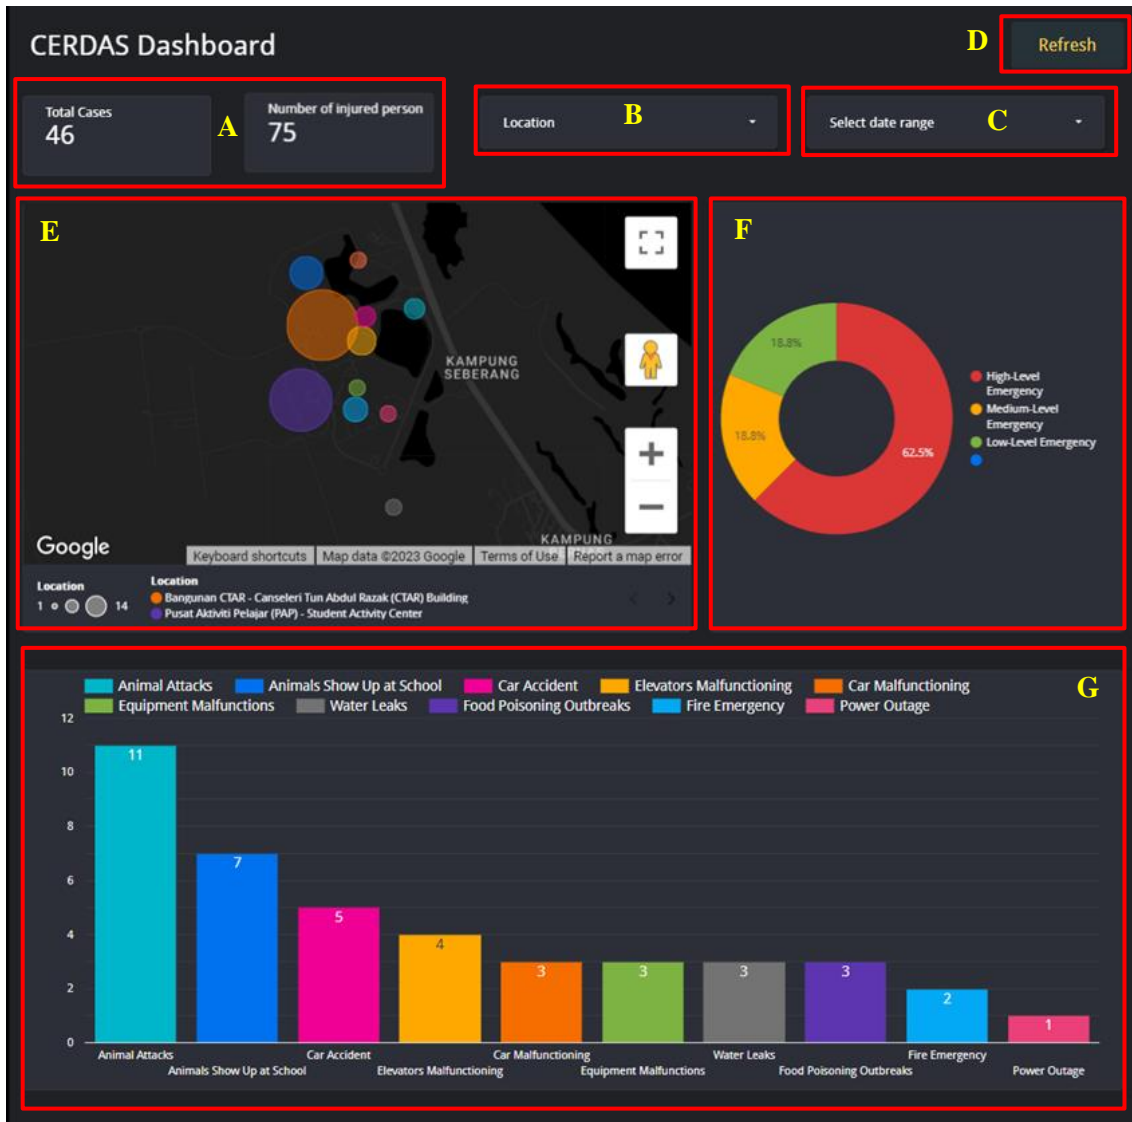 CERDAS Dashboard
D
Refresh
Total Cases
46
A
Number of injured person
75
Location
B
Select date range
C
E
KAMPUNG
SEBERANG
KAMPUNG
Google
Keyboard shortcuts
Map data ©2023 Google
Terms of Use
Report a map error
Location
1
14
Location
Bangunan CTAR - Canseleri Tun Abdul Razak (CTAR) Building
Pusat Aktiviti Pelajar (PAP) - Student Activity Center
F
18.8%
18.8%
62.5%
High-Level
Emergency
Medium-Level
Emergency
Low-Level Emergency
G
Animal Attacks
Animals Show Up at School
Car Accident
Elevators Malfunctioning
Car Malfunctioning
Equipment Malfunctions
Water Leaks
Food Poisoning Outbreaks
Fire Emergency
Power Outage
12
10
8
6
4
2
0
11
7
5
4
3
3
3
3
2
1
Animal Attacks
Animals Show Up at School
Car Accident
Elevators Malfunctioning
Car Malfunctioning
Equipment Malfunctions
Water Leaks
Food Poisoning Outbreaks
Fire Emergency
Power Outage